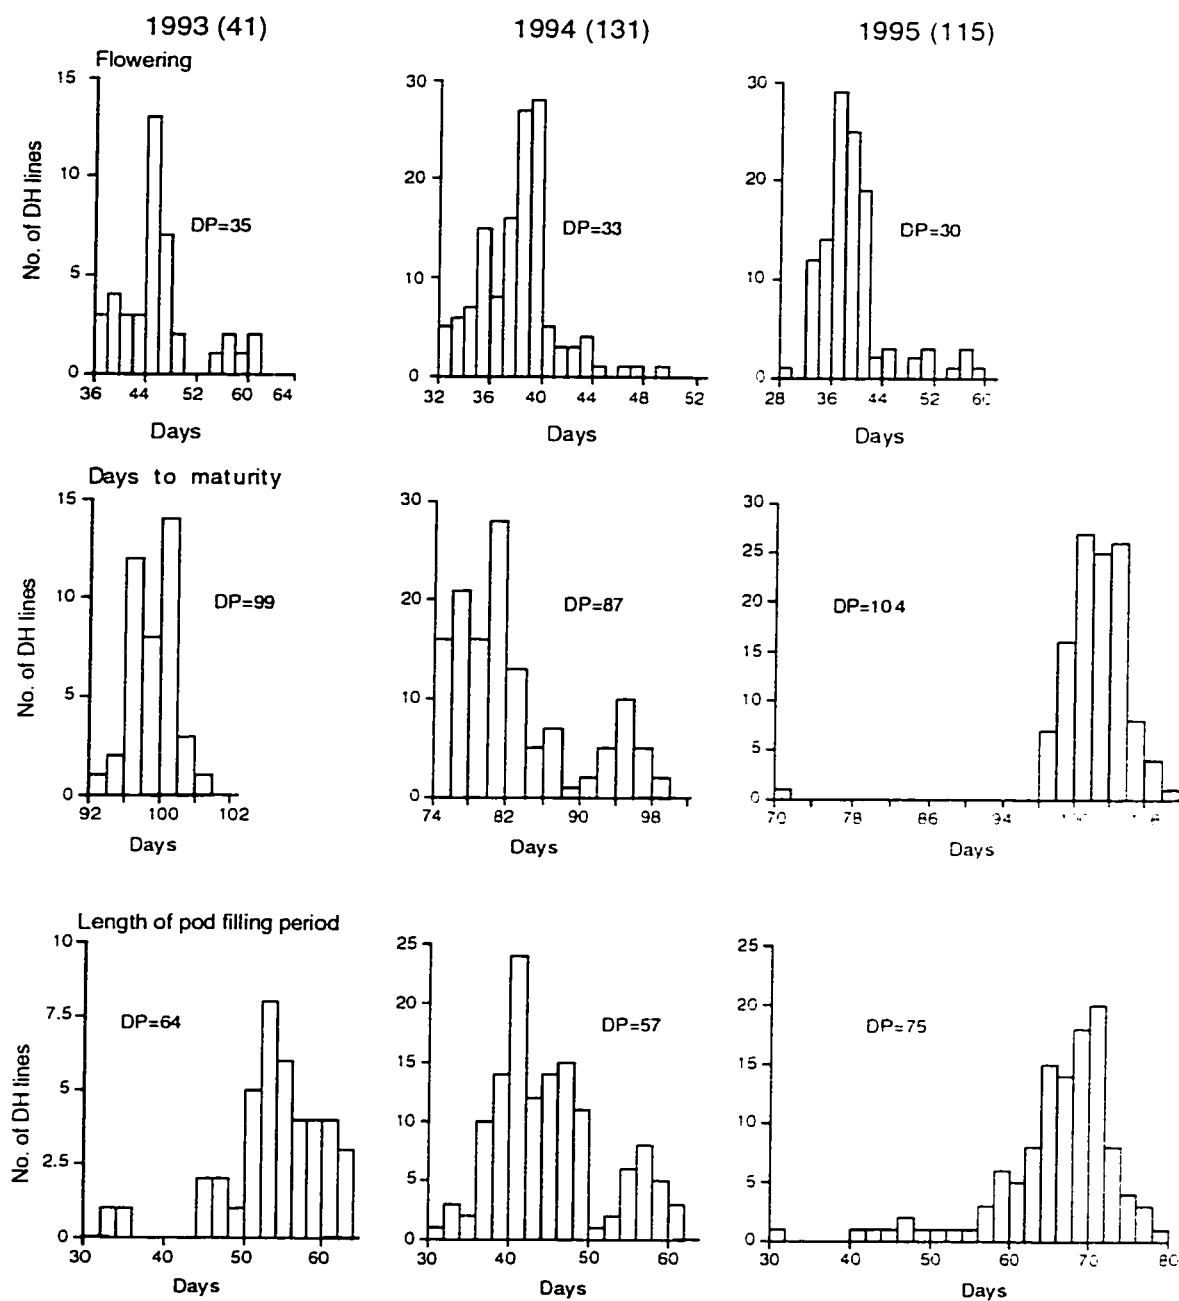 1993 (41) 1994 (131) 1995 (115)
Flowering
15 10 5 0
No. of DH lines
DP=35
36 44 52 60 64
Days
30 20 10 0
DP=33
32 36 40 44 48 52
Days
30 20 10 0
DP=30
28 36 44 52
Days
Days to maturity
15 10 5 0
No. of DH lines
DP=99
92 100 102
Days
30 20 10 0
DP=87
74 82 90 98
Days
30 25 20 15 10 5 0
DP=104
70 78 86 94
Days
Length of pod filling period
10 7.5 5 2.5 0
No. of DH lines
DP=64
30 50 60
Days
25 20 15 10 5 0
DP=57
30 40 50 60
Days
25 20 15 10 5 0
DP=75
30 40 50 60 70 80
Days